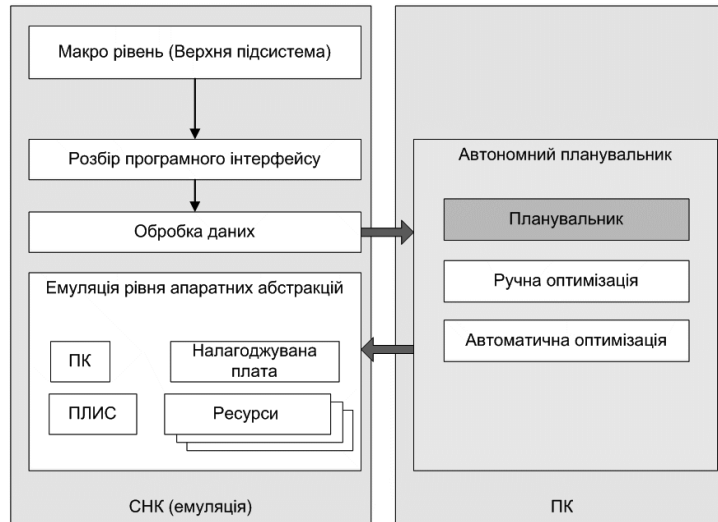 Макро рівень (Верхня підсистема)
Розбір програмного інтерфейсу
Обробка даних
Емуляція рівня апаратних абстракцій
ПК
Налагоджувана
плата
ПЛИС
Ресурси
СНК (емуляція)
Автономний планувальник
Планувальник
Ручна оптимізація
Автоматична оптимізація
ПК